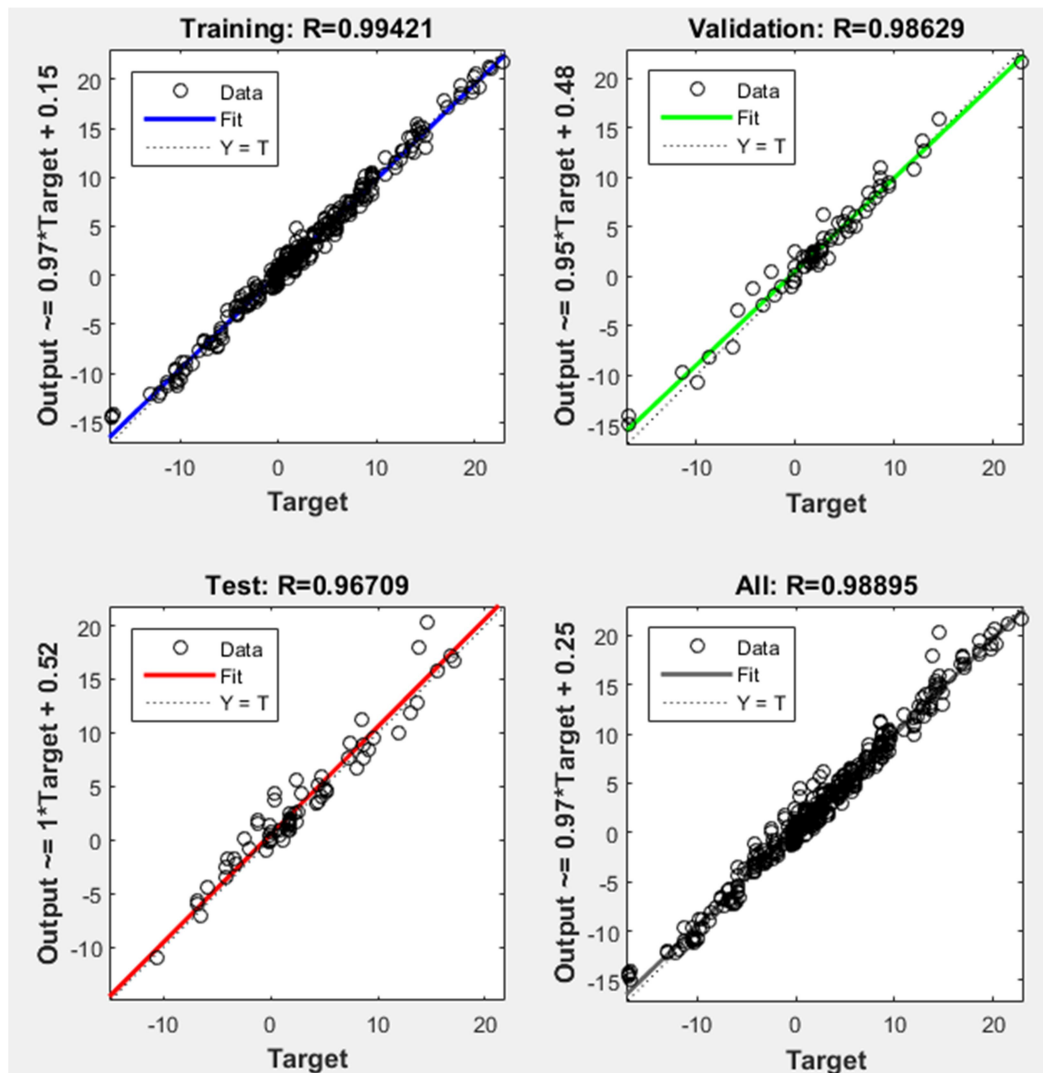 Training: R=0.99421
Output ~= 0.97*Target + 0.15
Data
Fit
Y = T
20
15
10
5
0
-5
-10
-15
-10 0 10 20
Target
Validation: R=0.98629
Output ~= 0.95*Target + 0.48
Data
Fit
Y = T
20
15
10
5
0
-5
-10
-15
-10 0 10 20
Target
Test: R=0.96709
Output ~= 1*Target + 0.52
Data
Fit
Y = T
20
15
10
5
0
-5
-10
-10 0 10 20
Target
All: R=0.98895
Output ~= 0.97*Target + 0.25
Data
Fit
Y = T
20
15
10
5
0
-5
-10
-15
-10 0 10 20
Target